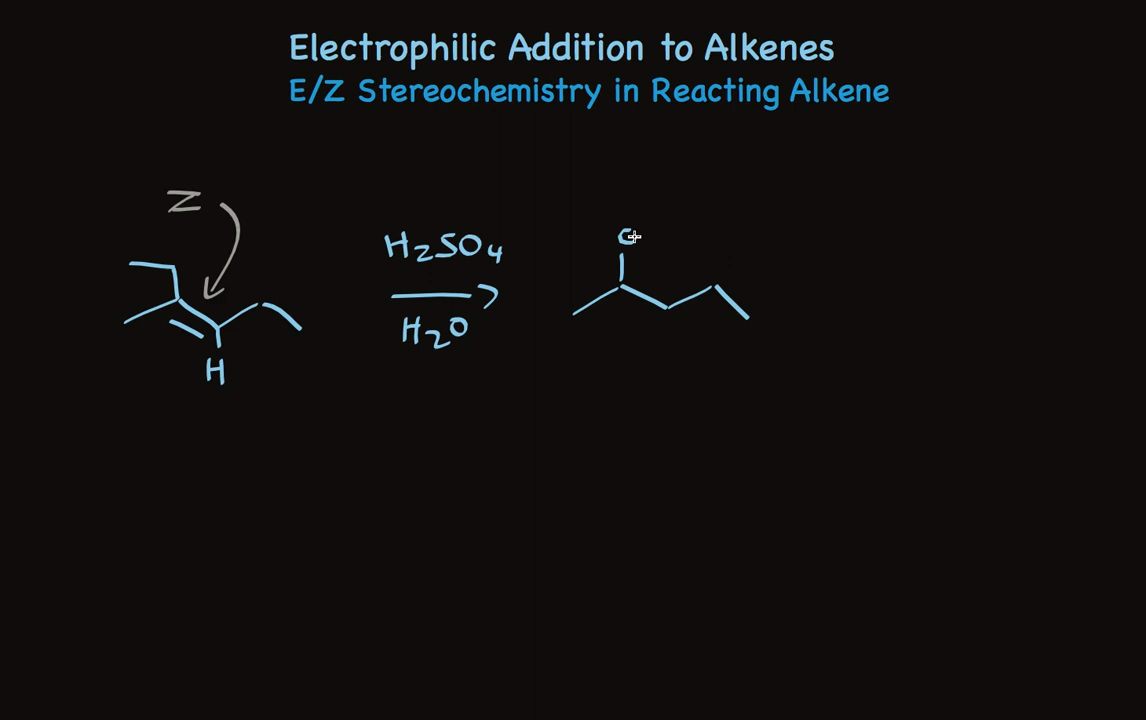 Electrophilic Addition to Alkenes
E/Z Stereochemistry in Reacting Alkene
Z
H₂SO₄
H₂O
H